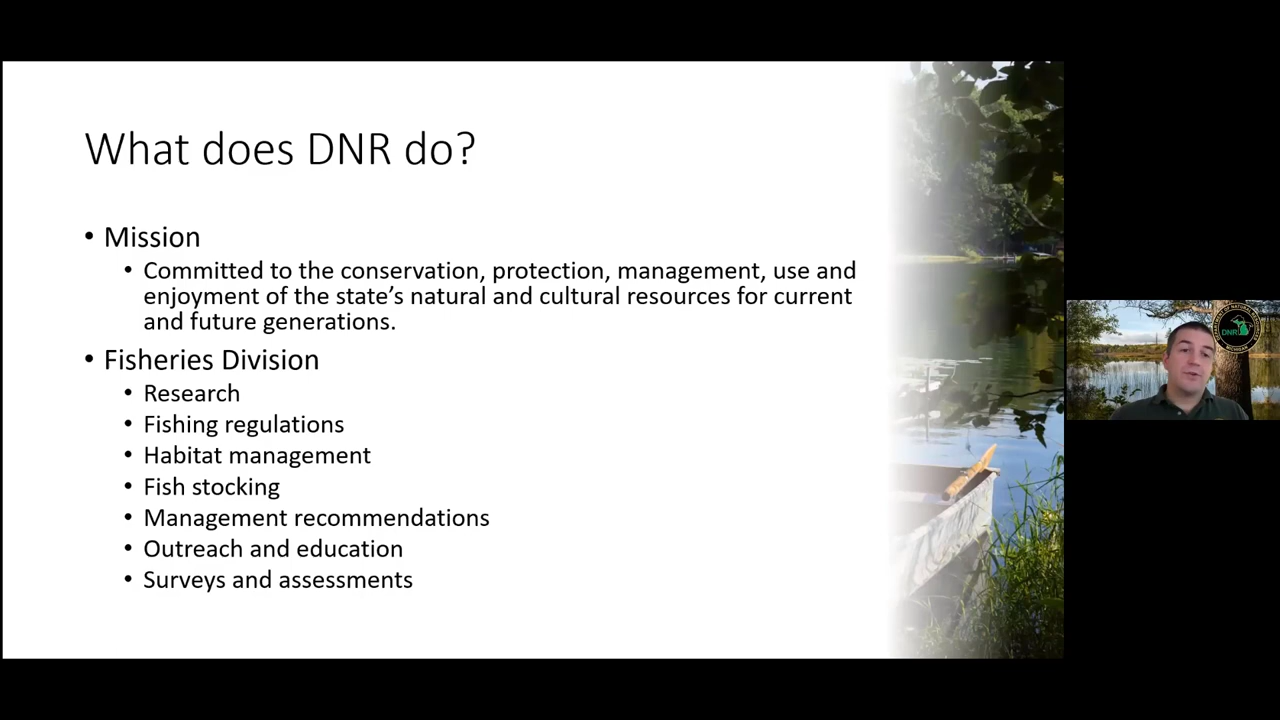 What does DNR do?
• Mission
• Committed to the conservation, protection, management, use and
enjoyment of the state’s natural and cultural resources for current
and future generations.
• Fisheries Division
• Research
• Fishing regulations
• Habitat management
• Fish stocking
• Management recommendations
• Outreach and education
• Surveys and assessments
DNR
MICHIGAN